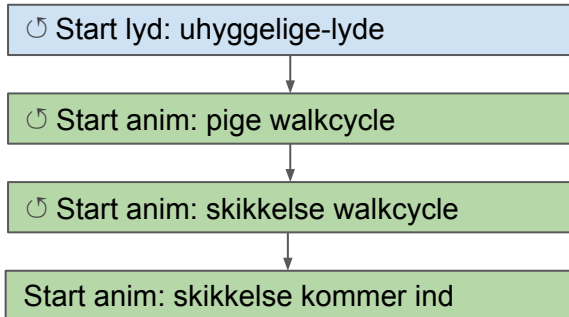 ↺ Start lyd: uhyggelige-lyde
↺ Start anim: pige walkcycle
↺ Start anim: skikkelse walkcycle
Start anim: skikkelse kommer ind